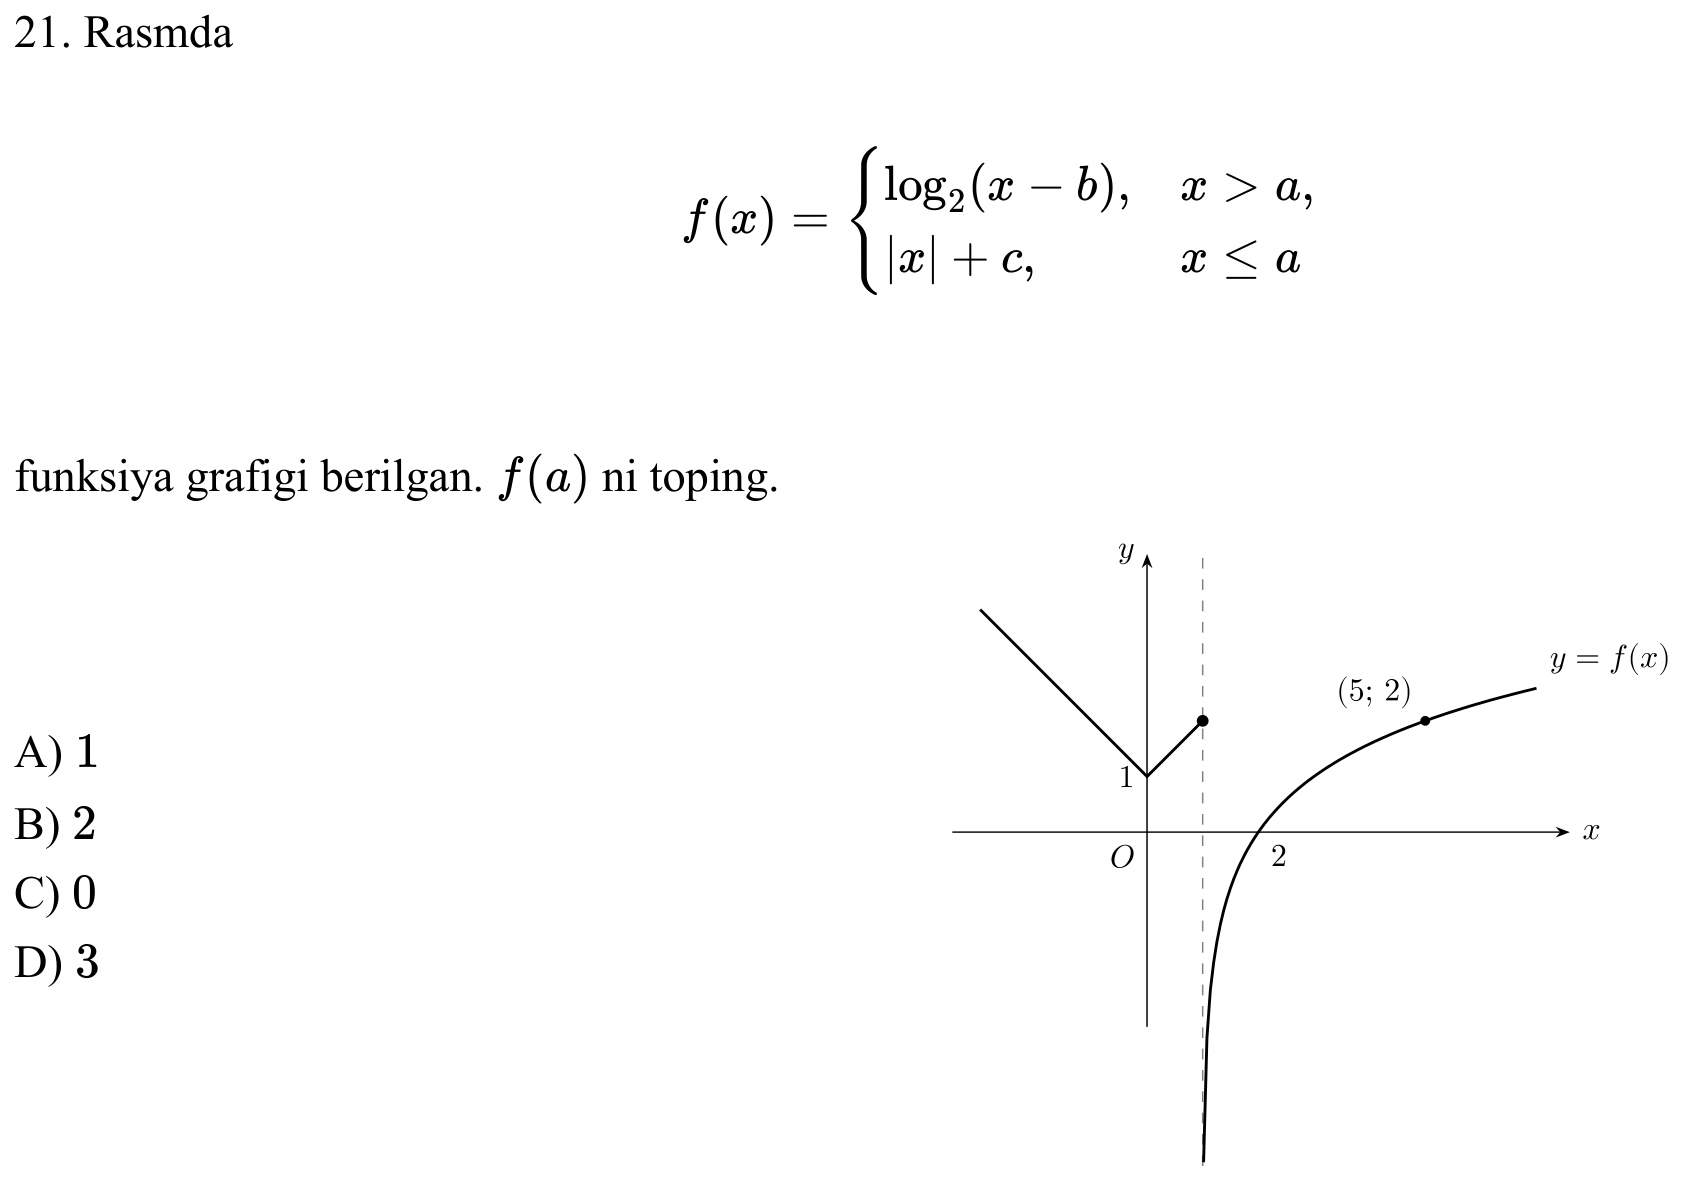 21. Rasmda
f(x) = { log₂(x − b), x > a,
|x| + c, x ≤ a
funksiya grafigi berilgan. f(a) ni toping.
A) 1
B) 2
C) 0
D) 3
y
y = f(x)
(5; 2)
1
x
O
2